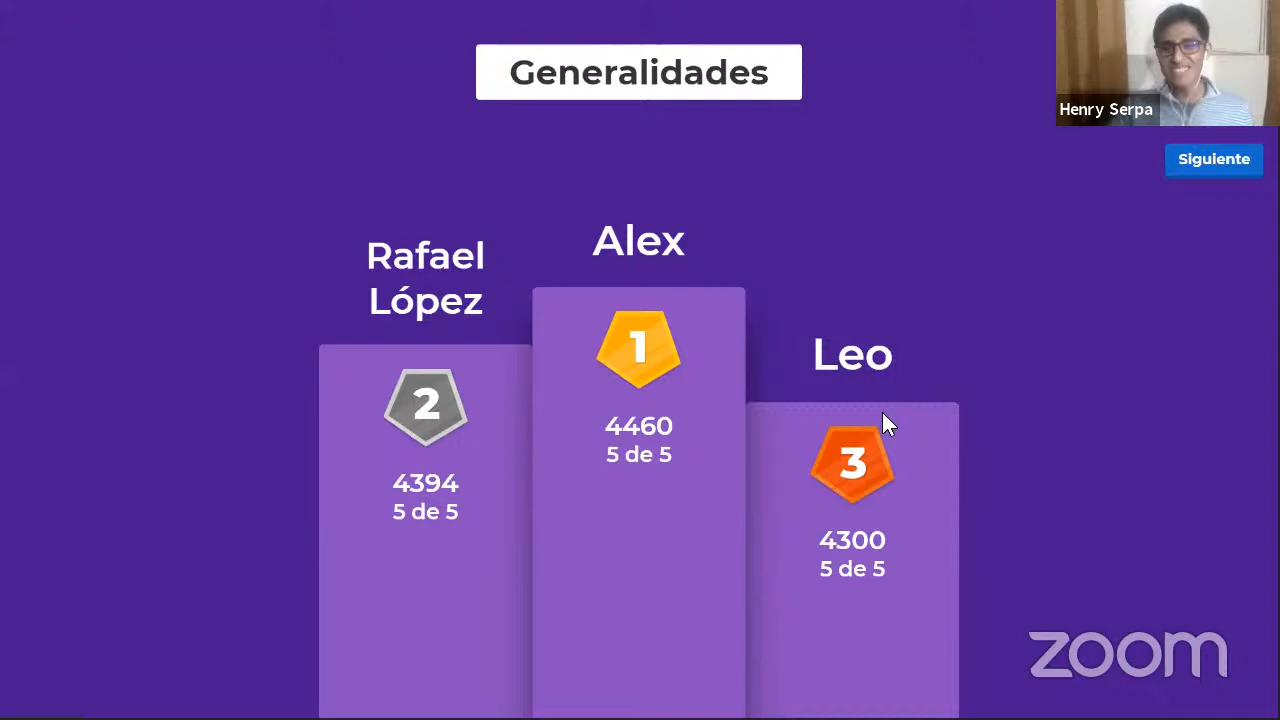 Generalidades
Henry Serpa
Siguiente
Rafael
López
Alex
Leo
1
4460
5 de 5
2
4394
5 de 5
3
4300
5 de 5
zoom